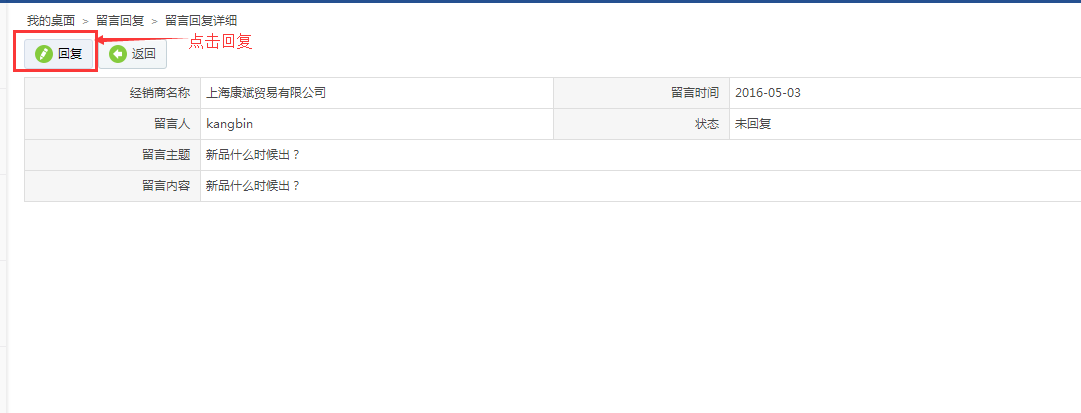 我的桌面 > 留言回复 > 留言回复详细
回复 返回 点击回复
经销商名称 上海康斌贸易有限公司 留言时间 2016-05-03
留言人 kangbin 状态 未回复
留言主题 新品什么时候出？
留言内容 新品什么时候出？